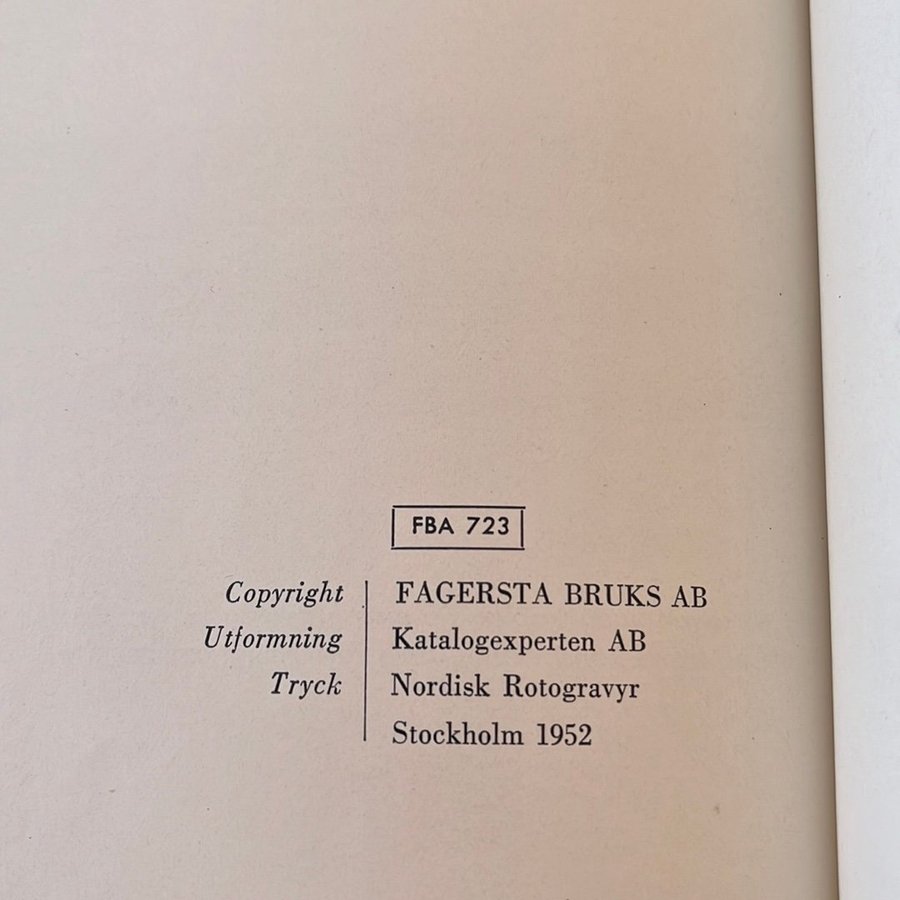 FBA 723
Copyright FAGERSTA BRUKS AB
Utformning Katalogexperten AB
Tryck Nordisk Rotogravyr
Stockholm 1952